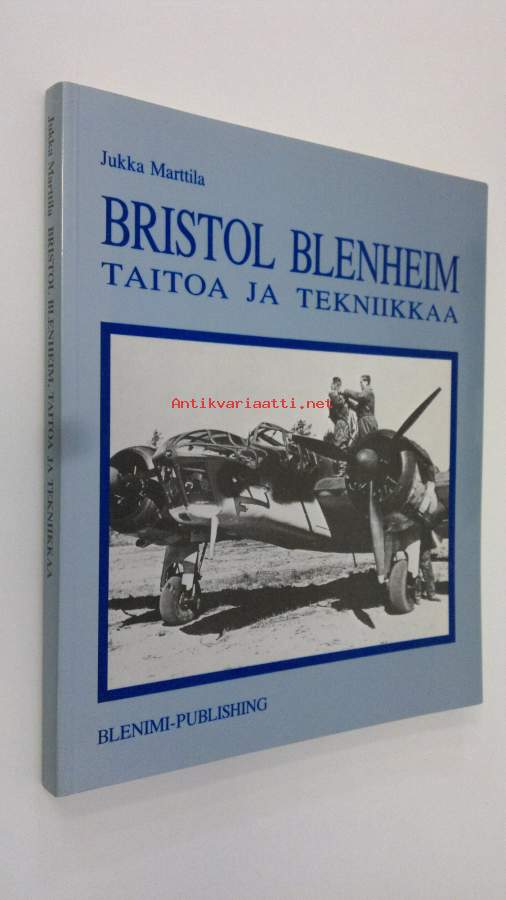 Jukka Marttila
BRISTOL BLENHEIM
TAITOA JA TEKNIIKKAA
Antikvariaatti.net
BLENIMI-PUBLISHING
Jukka Marttila BRISTOL BLENHEIM, TAITOA JA TEKNIIKKAA